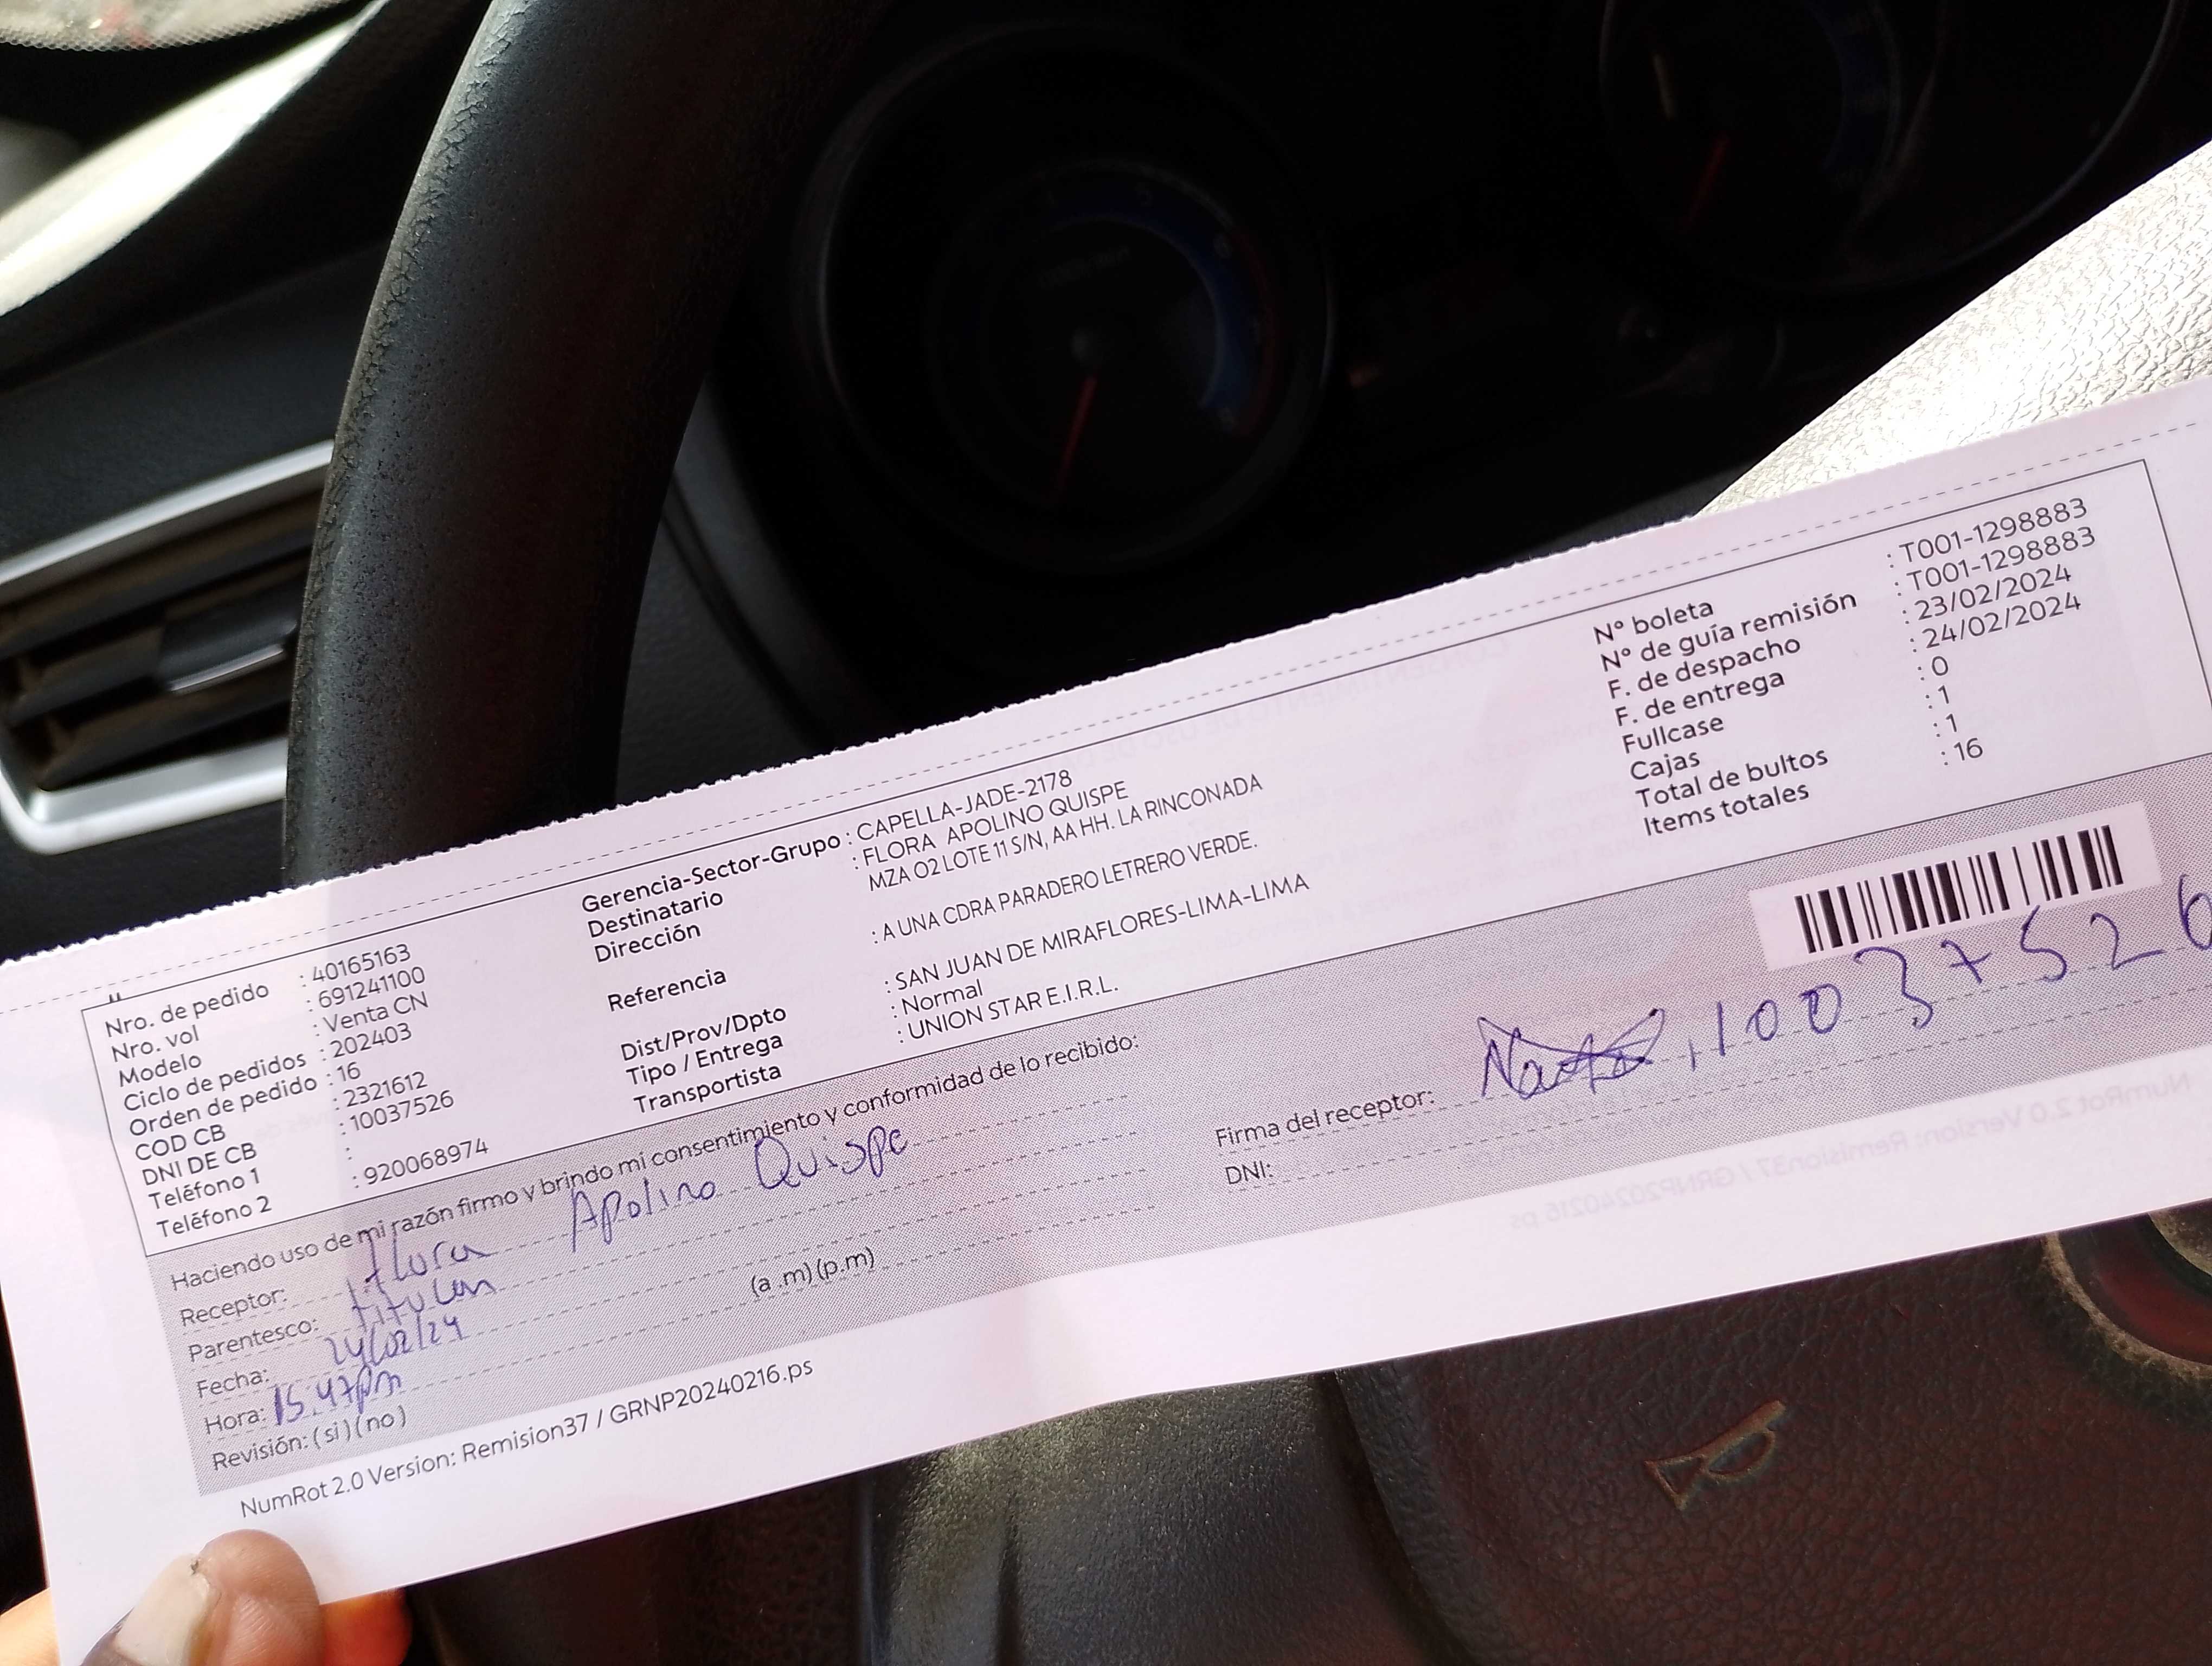 Nro. de pedido : 40165163
Nro. vol : 691241100
Modelo : Venta CN
Ciclo de pedidos : 202403
Orden de pedido : 16
COD CB : 2321612
DNI DE CB : 10037526
Teléfono 1 :
Teléfono 2 : 920068974
Gerencia-Sector-Grupo : CAPELLA-JADE-2178
Destinatario : FLORA APOLINO QUISPE
Dirección MZA O2 LOTE 11 S/N, AA HH. LA RINCONADA
Referencia : A UNA CDRA PARADERO LETRERO VERDE.
Dist/Prov/Dpto : SAN JUAN DE MIRAFLORES-LIMA-LIMA
Tipo / Entrega : Normal
Transportista : UNION STAR E.I.R.L.
N° boleta : T001-1298883
N° de guía remisión : T001-1298883
F. de despacho : 23/02/2024
F. de entrega : 24/02/2024
Fullcase : 0
Cajas : 1
Total de bultos : 1
Items totales : 16
Haciendo uso de mi razón firmo y brindo mi consentimiento y conformidad de lo recibido:
Receptor: Flora Apolino Quispe
Parentesco: titular
Fecha: 24/02/24
Hora: 15:47pm (a .m) (p.m)
Revisión: ( si ) ( no )
Firma del receptor: 10037526
DNI:
NumRot 2.0 Version: Remision37 / GRNP20240216.ps